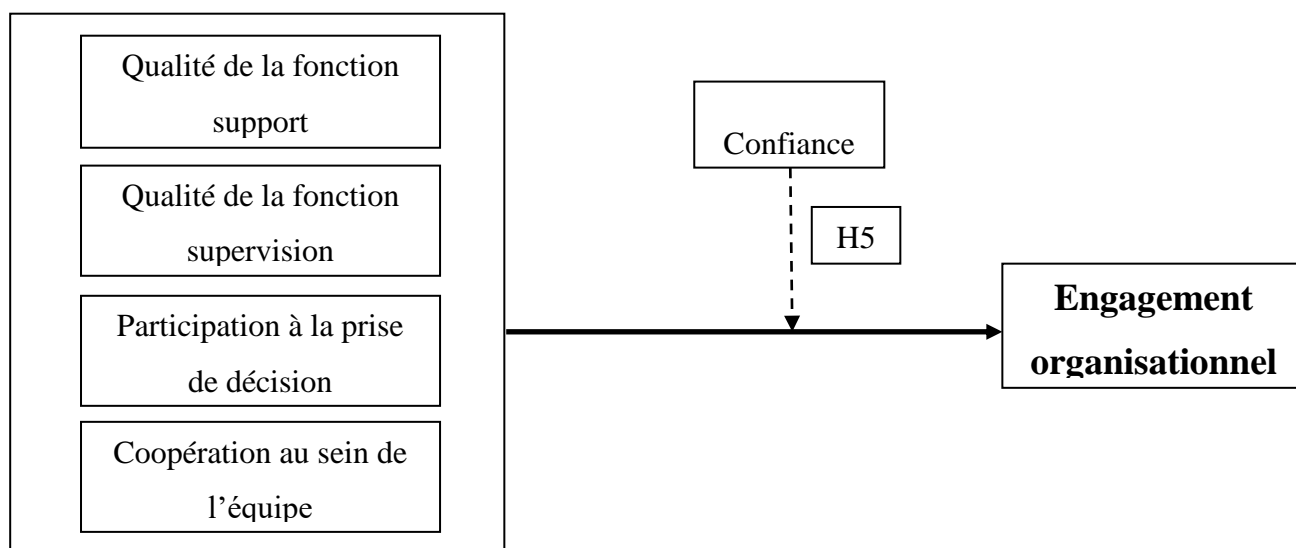 Qualité de la fonction
support
Qualité de la fonction
supervision
Participation à la prise
de décision
Coopération au sein de
l’équipe
Confiance
H5
Engagement
organisationnel